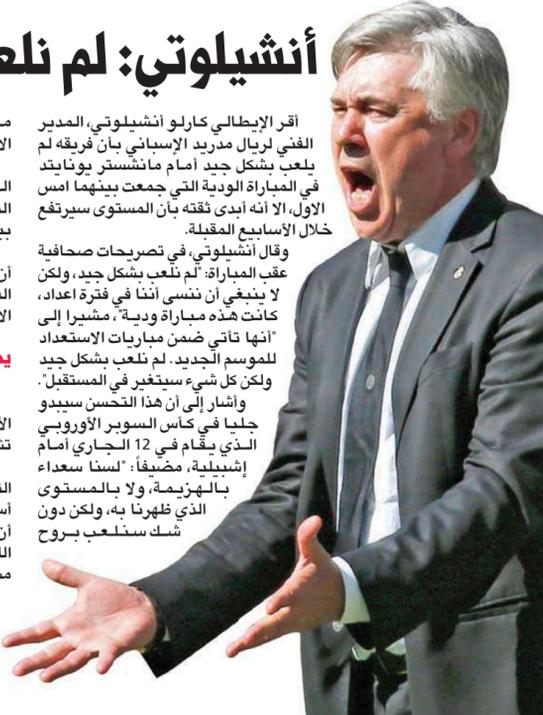 أنشيلوتي: لم
أقر الإيطالي كارلو أنشيلوتي، المدير
الفني لريال مدريد الإسباني بأن فريقه لم
يلعب بشكل جيد أمام مانشستر يونايتد
في المباراة الودية التي جمعت بينهما امس
الاول، الا أنه أبدى ثقته بأن المستوى سيرتفع
خلال الأسابيع المقبلة.
وقال أنشيلوتي، في تصريحات صحافية
عقب المباراة: "لم نلعب بشكل جيد، ولكن
لا ينبغي أن ننسى أننا في فترة اعداد،
كانت هذه مباراة ودية"، مشيرا إلى
"أنها تأتي ضمن مباريات الاستعداد
للموسم الجديد. لم نلعب بشكل جيد
ولكن كل شيء سيتغير في المستقبل".
وأشار إلى أن هذا التحسن سيبدو
جليا في كأس السوبر الأوروبي
الذي يقام في 12 الجاري أمام
إشبيلية، مضيفاً: "لسنا سعداء
بالهزيمة، ولا بالمستوى
الذي ظهرنا به، ولكن دون
شك سنلعب بروح